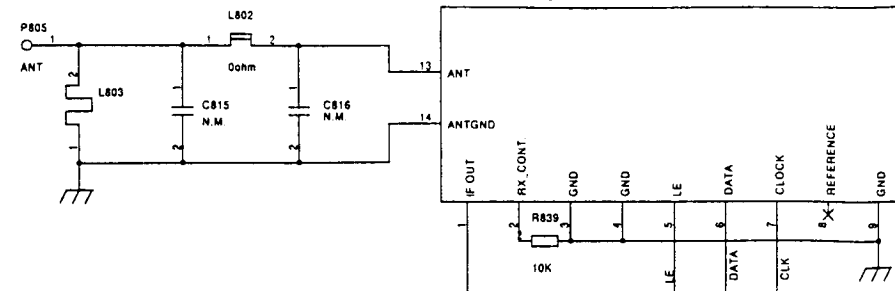 P805
1
ANT
L802
1
2
0ohm
2
L803
1
1
C815
N.M.
2
1
C816
N.M.
2
13
ANT
14
ANTGND
IF OUT
RX_CONT.
GND
GND
LE
DATA
CLOCK
REFERENCE
GND
1
2
3
4
5
6
7
8
9
R839
10K
LE
DATA
CLK